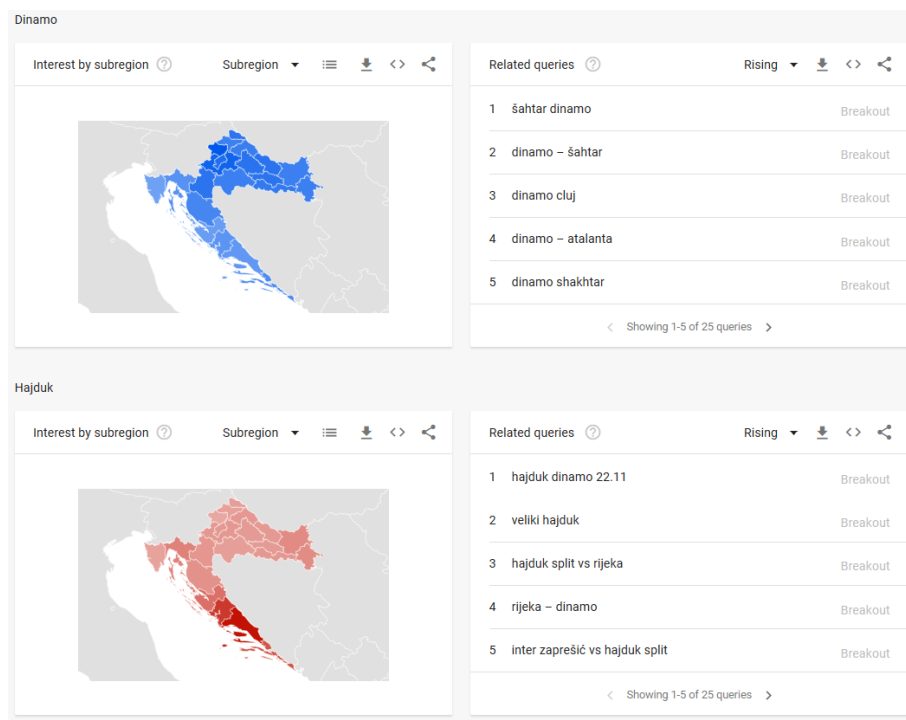 Dinamo
Interest by subregion
Subregion
Related queries
Rising
1 šahtar dinamo Breakout
2 dinamo – šahtar Breakout
3 dinamo cluj Breakout
4 dinamo – atalanta Breakout
5 dinamo shakhtar Breakout
Showing 1-5 of 25 queries
Hajduk
Interest by subregion
Subregion
Related queries
Rising
1 hajduk dinamo 22.11 Breakout
2 veliki hajduk Breakout
3 hajduk split vs rijeka Breakout
4 rijeka – dinamo Breakout
5 inter zaprešić vs hajduk split Breakout
Showing 1-5 of 25 queries